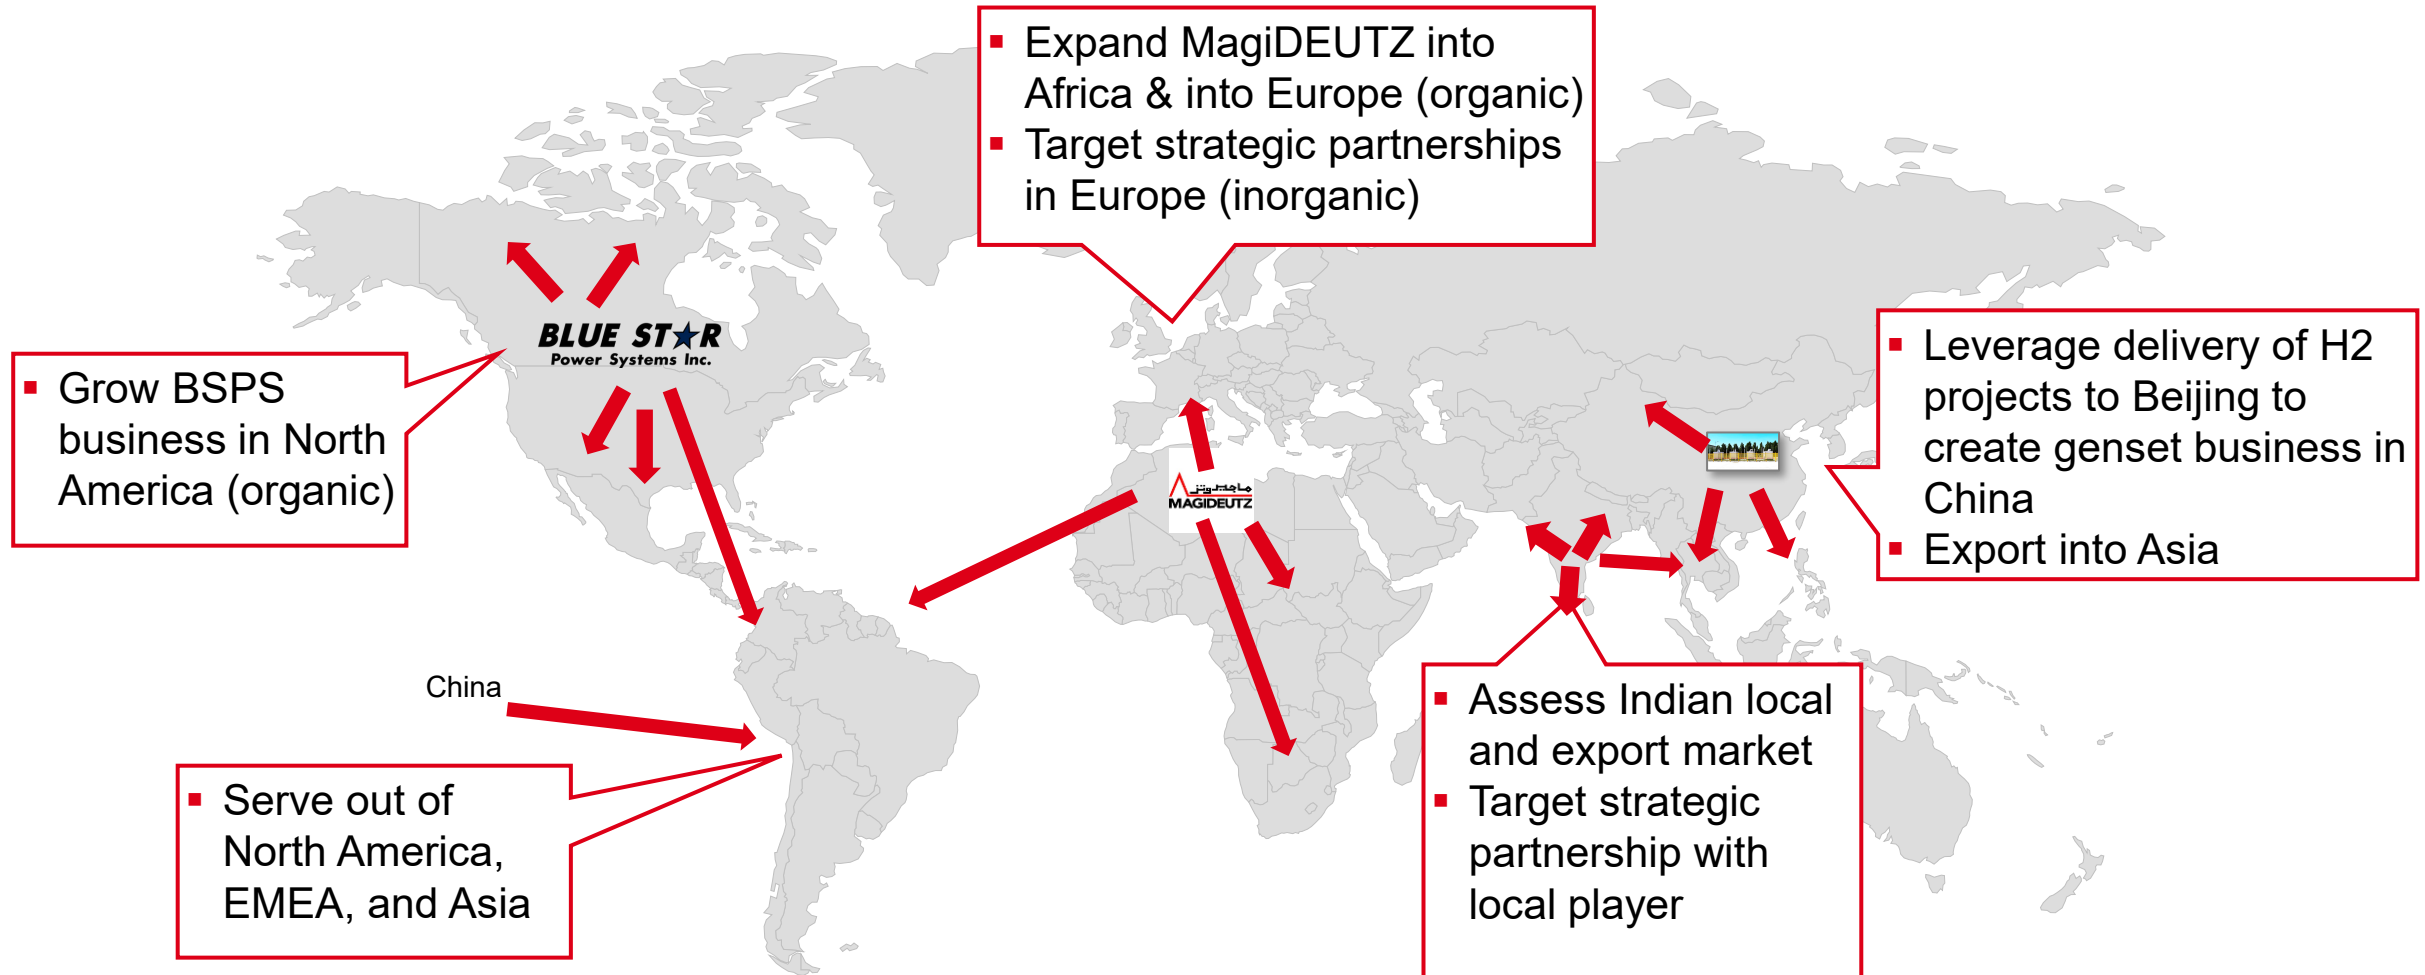 ▪ Expand MagiDEUTZ into
Africa & into Europe (organic)
▪ Target strategic partnerships
in Europe (inorganic)
BLUE ST★R
Power Systems Inc.
▪ Grow BSPS
business in North
America (organic)
▪ Leverage delivery of H2
projects to Beijing to
create genset business in
China
▪ Export into Asia
MAGIDEUTZ
China
▪ Serve out of
North America,
EMEA, and Asia
▪ Assess Indian local
and export market
▪ Target strategic
partnership with
local player